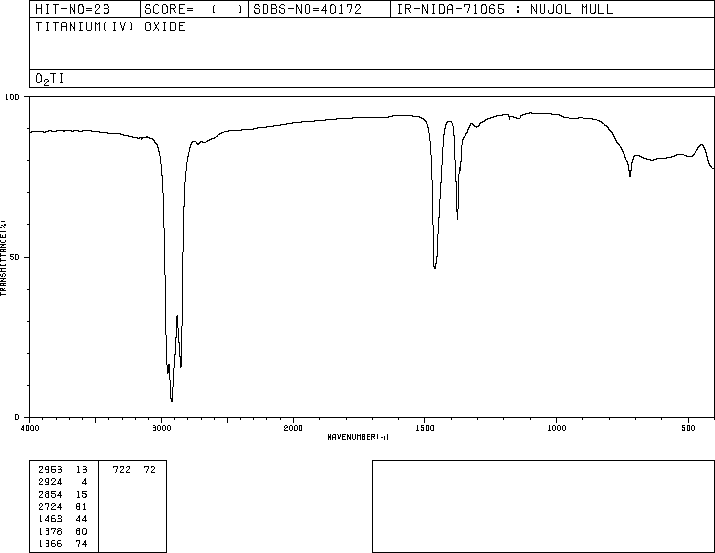 HIT-NO=23 SCORE= ( ) SDBS-NO=40172 IR-NIDA-71065 : NUJOL MULL
TITANIUM(IV) OXIDE
O2TI
100
50
0
TRANSMITTANCE(%)
4000 3000 2000 1500 1000 500
WAVENUMBER(-1)
2963 13 722 72
2924 4
2854 15
2724 81
1463 44
1378 60
1366 74